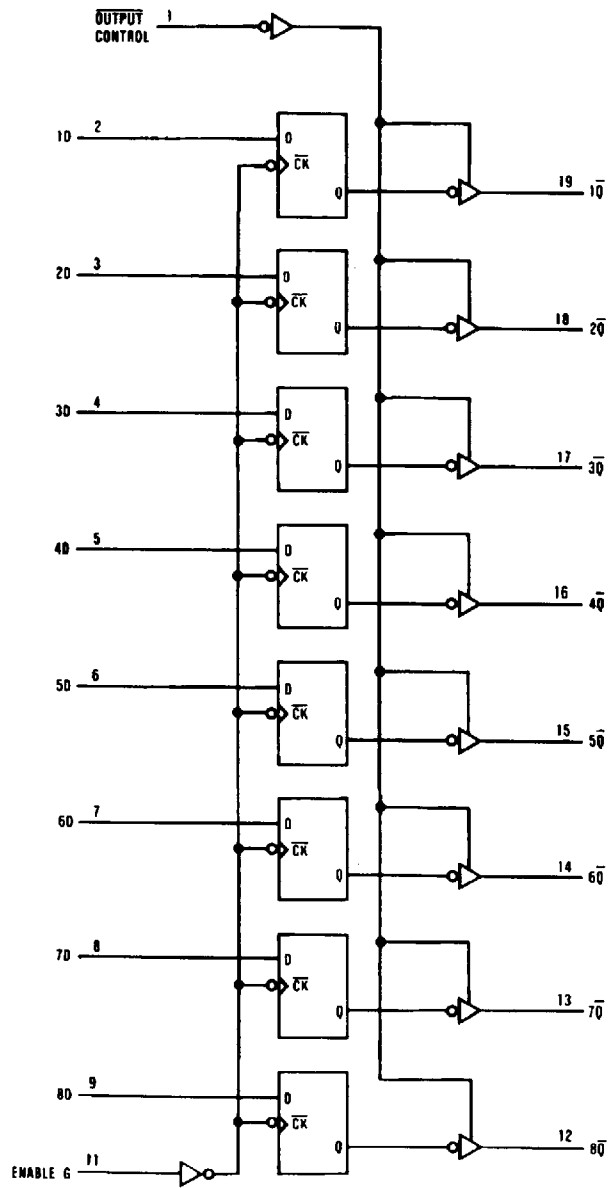 OUTPUT 1
CONTROL
1D 2 D
CK
Q 19 1Q
2D 3 D
CK
Q 18 2Q
3D 4 D
CK
Q 17 3Q
4D 5 D
CK
Q 16 4Q
5D 6 D
CK
Q 15 5Q
6D 7 D
CK
Q 14 6Q
7D 8 D
CK
Q 13 7Q
8D 9 D
CK
Q 12 8Q
ENABLE G 11